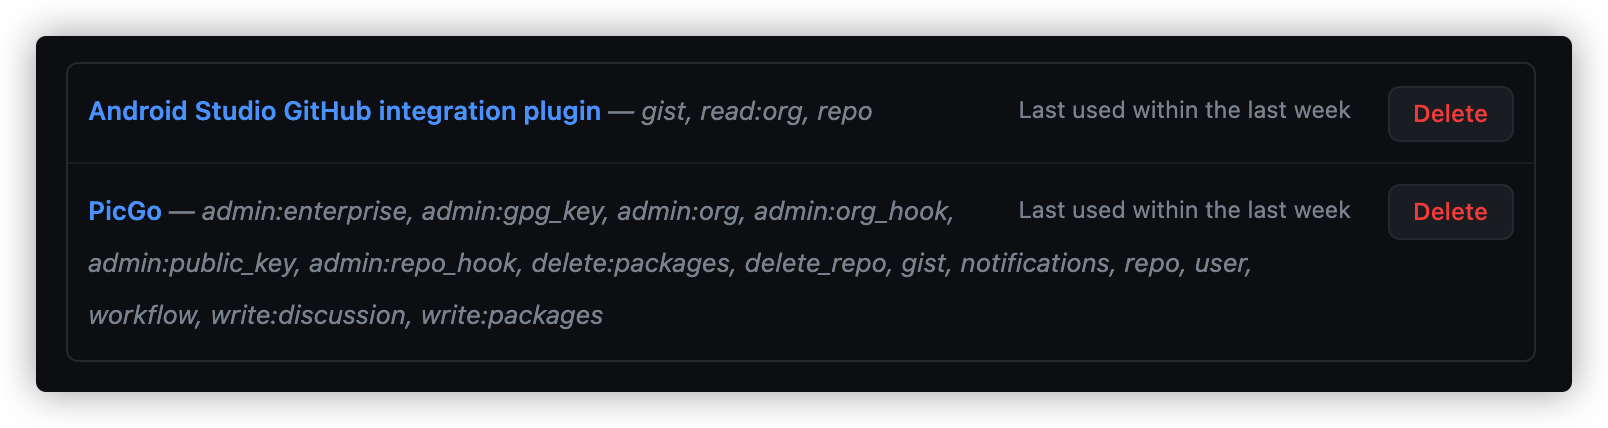 Android Studio GitHub integration plugin — gist, read:org, repo
Last used within the last week
Delete
PicGo — admin:enterprise, admin:gpg_key, admin:org, admin:org_hook,
Last used within the last week
Delete
admin:public_key, admin:repo_hook, delete:packages, delete_repo, gist, notifications, repo, user,
workflow, write:discussion, write:packages